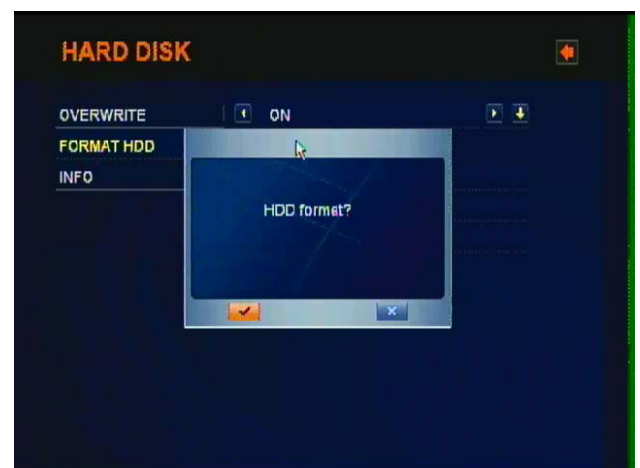 HARD DISK
OVERWRITE ON
FORMAT HDD
INFO
HDD format?